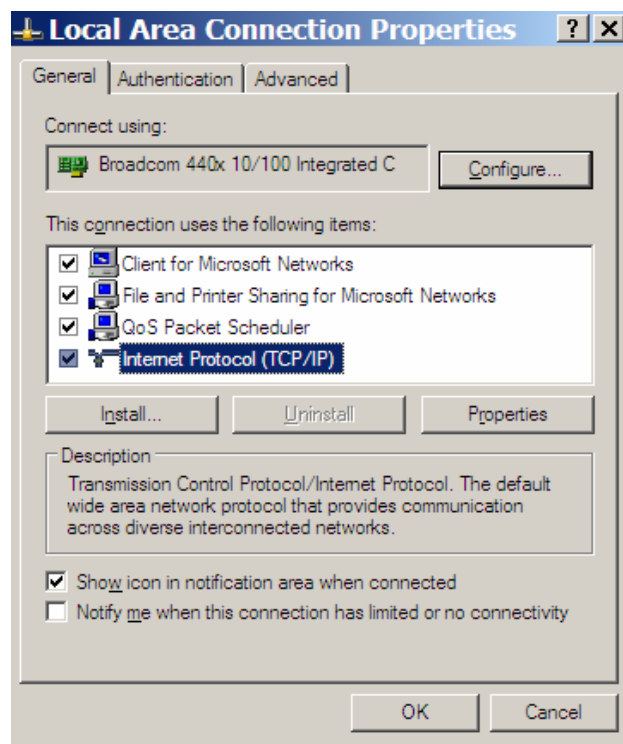 Local Area Connection Properties ? X
General Authentication Advanced
Connect using:
Broadcom 440x 10/100 Integrated C Configure...
This connection uses the following items:
Client for Microsoft Networks
File and Printer Sharing for Microsoft Networks
QoS Packet Scheduler
Internet Protocol (TCP/IP)
Install... Uninstall Properties
Description
Transmission Control Protocol/Internet Protocol. The default
wide area network protocol that provides communication
across diverse interconnected networks.
Show icon in notification area when connected
Notify me when this connection has limited or no connectivity
OK Cancel